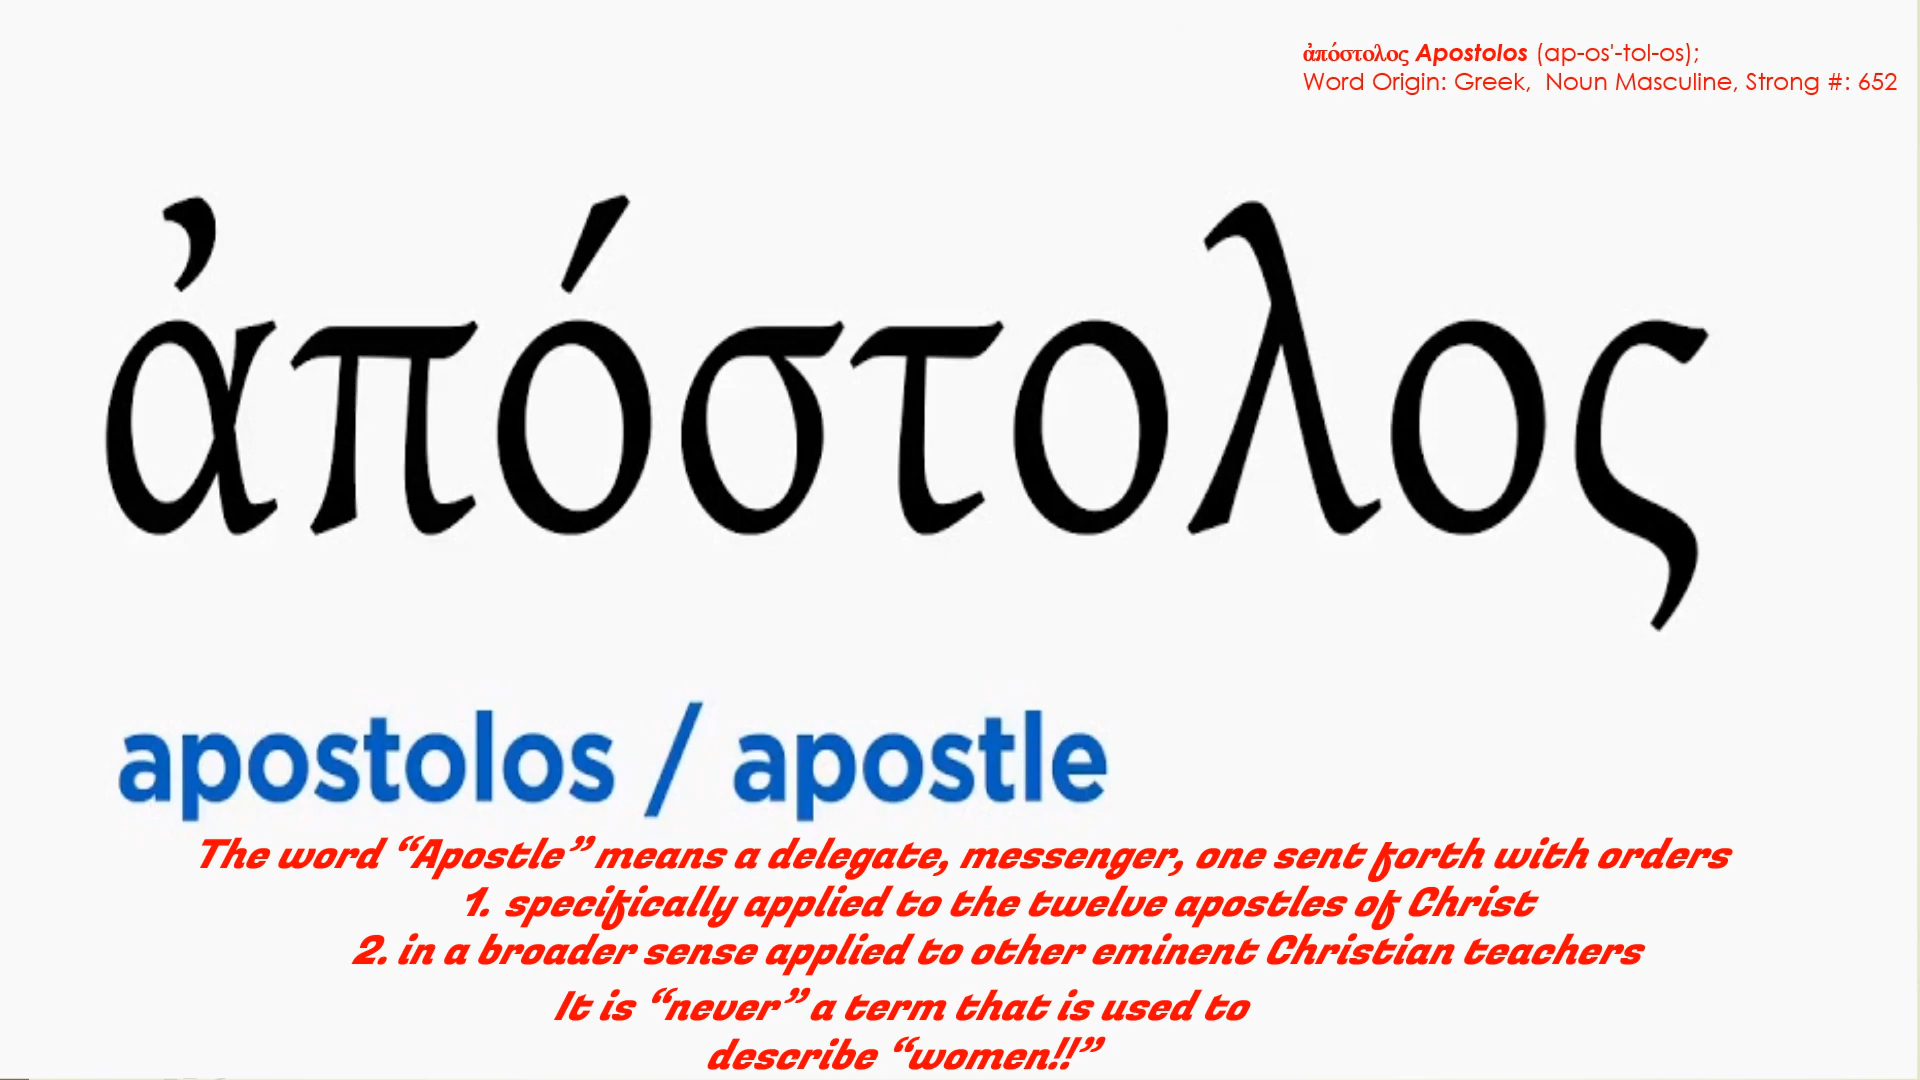 ἀπόστολος Apostolos (ap-os'-tol-os);
Word Origin: Greek, Noun Masculine, Strong #: 652
ἀπόστολος
apostolos / apostle
The word “Apostle” means a delegate, messenger, one sent forth with orders
1. specifically applied to the twelve apostles of Christ
2. in a broader sense applied to other eminent Christian teachers
It is “never” a term that is used to
describe “women!!”